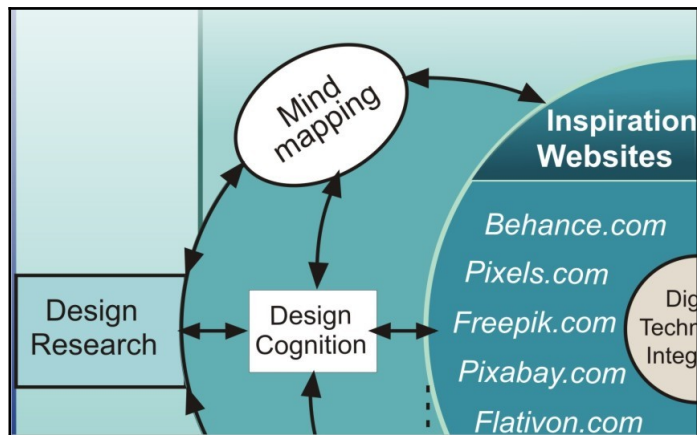 Mind
mapping
Inspiration
Websites
Behance.com
Pixels.com
Freepik.com
Pixabay.com
Flativon.com
Design
Research
Design
Cognition